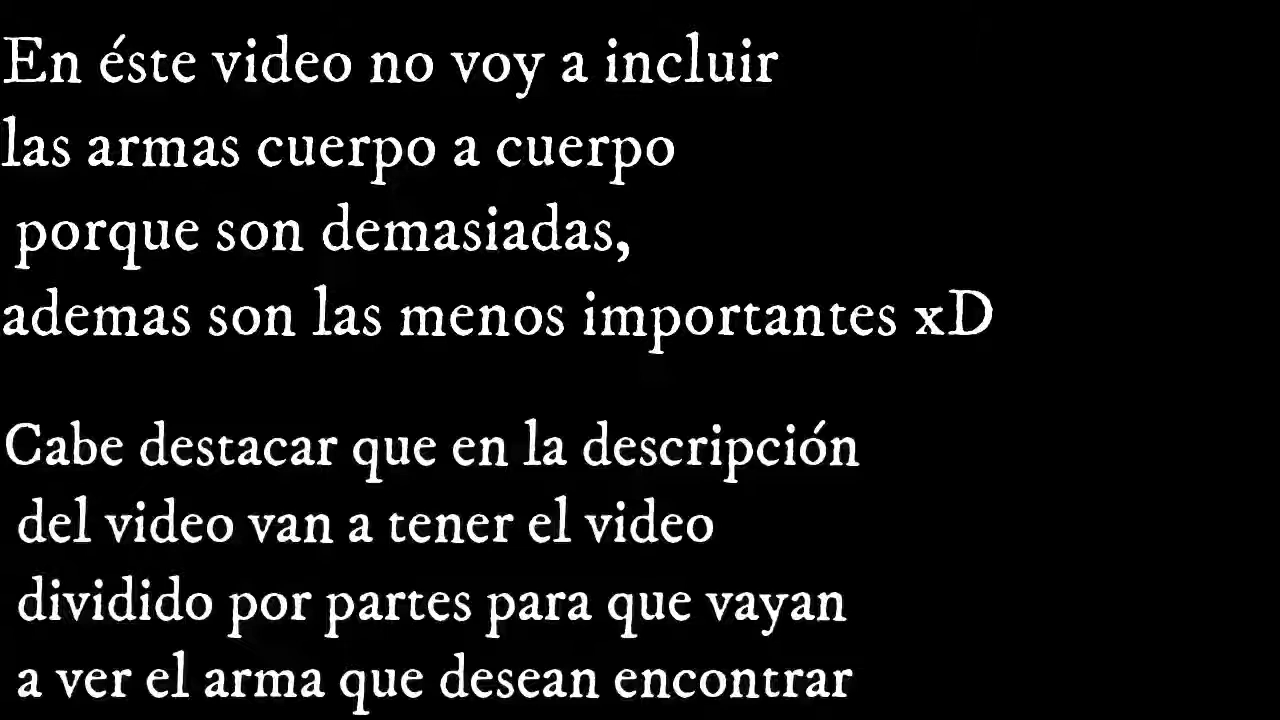 En éste video no voy a incluir
las armas cuerpo a cuerpo
porque son demasiadas,
ademas son las menos importantes xD
Cabe destacar que en la descripción
del video van a tener el video
dividido por partes para que vayan
a ver el arma que desean encontrar